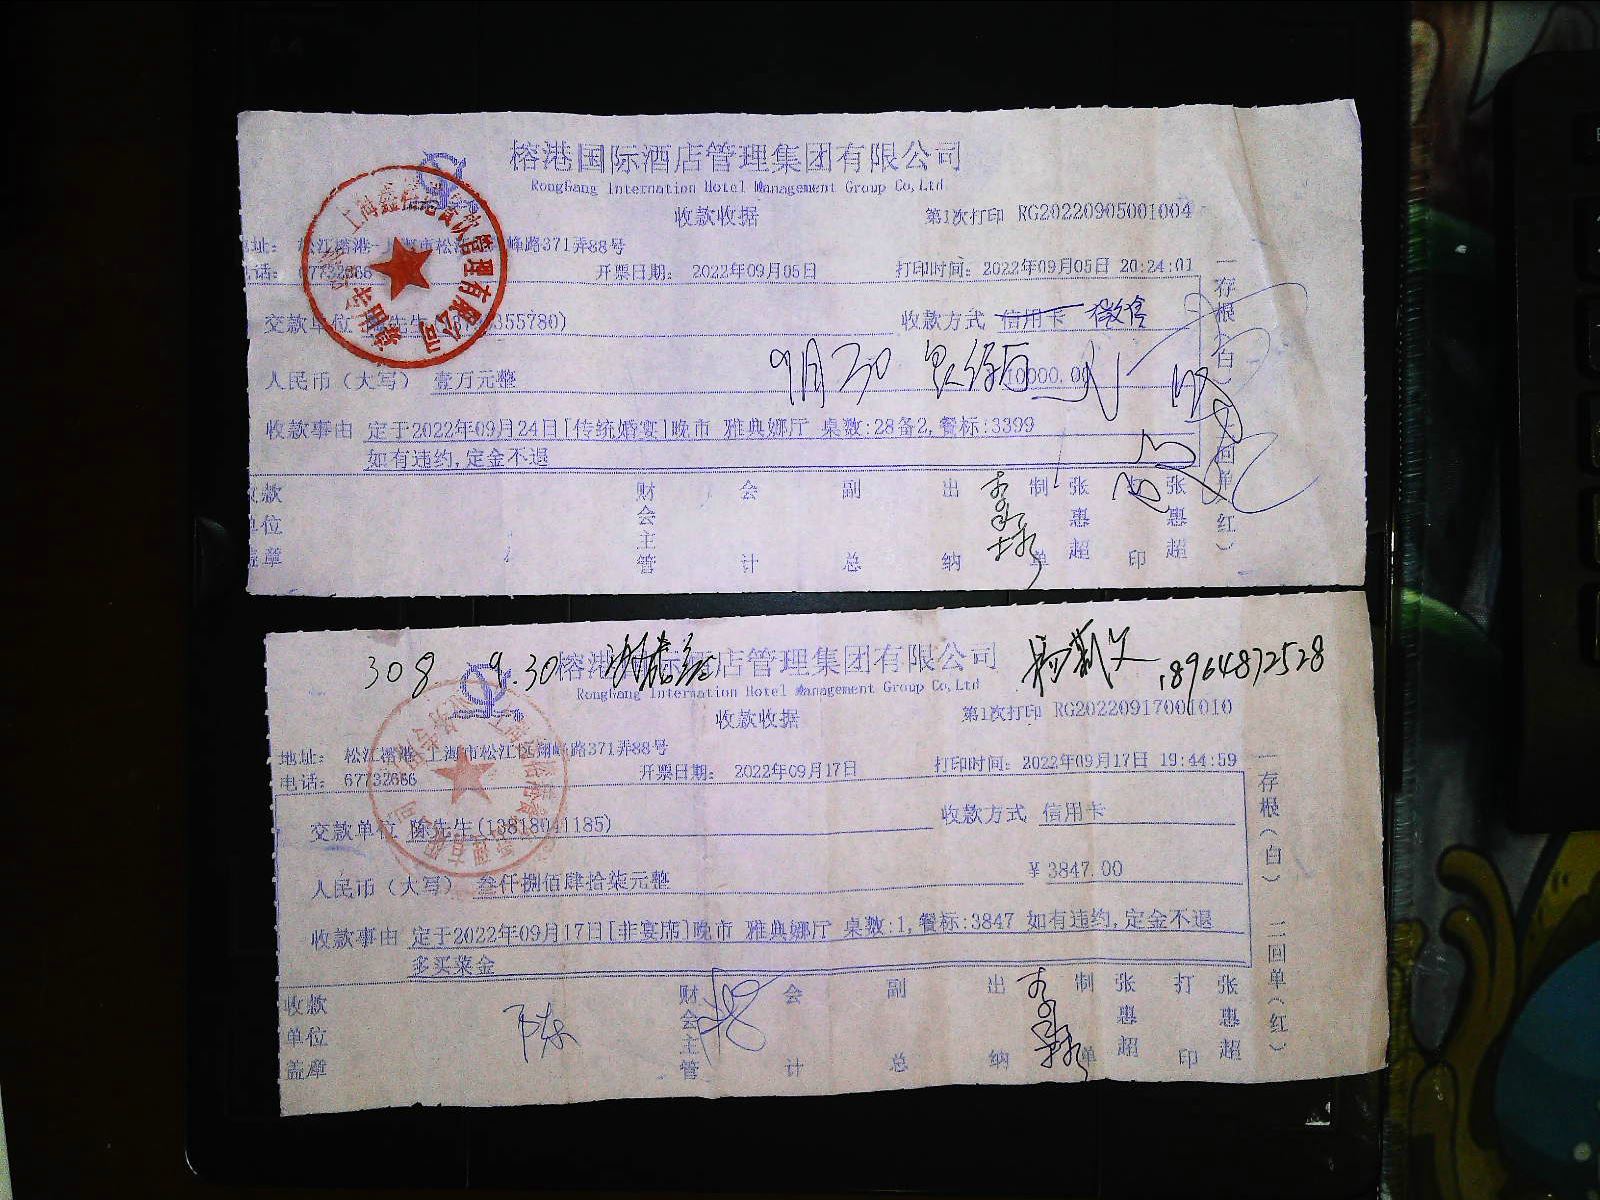 榕港国际酒店管理集团有限公司
RongGang Internation Hotel Management Group Co,Ltd
收款收据 第1次打印 RG20220905001004
址: 松江 港-上海市松江 峰路371弄88号
话: 67732666 开票日期: 2022年09月05日 打印时间: 2022年09月05日 20:24:01
交款单位 先生 355780) 收款方式 信用卡 微信
人民币(大写) 壹万元整 9月30 10000.00
收款事由 定于2022年09月24日[传统婚宴]晚市 雅典娜厅 桌数:28备2,餐标:3399
如有违约,定金不退
收款单位盖章 财会主管 会计 副总 出纳 制单 张惠超 印 张惠超
一存根(白) 二回单(红)
308 9.30 18964872528
榕港国际酒店管理集团有限公司
RongGang Internation Hotel Management Group Co,Ltd
收款收据 第1次打印 RG20220917001010
地址: 松江榕港-上海市松江区 峰路371弄88号
电话: 67732666 开票日期: 2022年09月17日 打印时间: 2022年09月17日 19:44:59
交款单位 陈先生(13818041185) 收款方式 信用卡
人民币(大写) 叁仟捌佰肆拾柒元整 ¥3847.00
收款事由 定于2022年09月17日[非宴席]晚市 雅典娜厅 桌数:1,餐标:3847 如有违约,定金不退
多买菜金
收款单位盖章 陈 财会主管 会计 副总 出纳 制单 张惠超 打印 张惠超
一存根(白) 二回单(红)